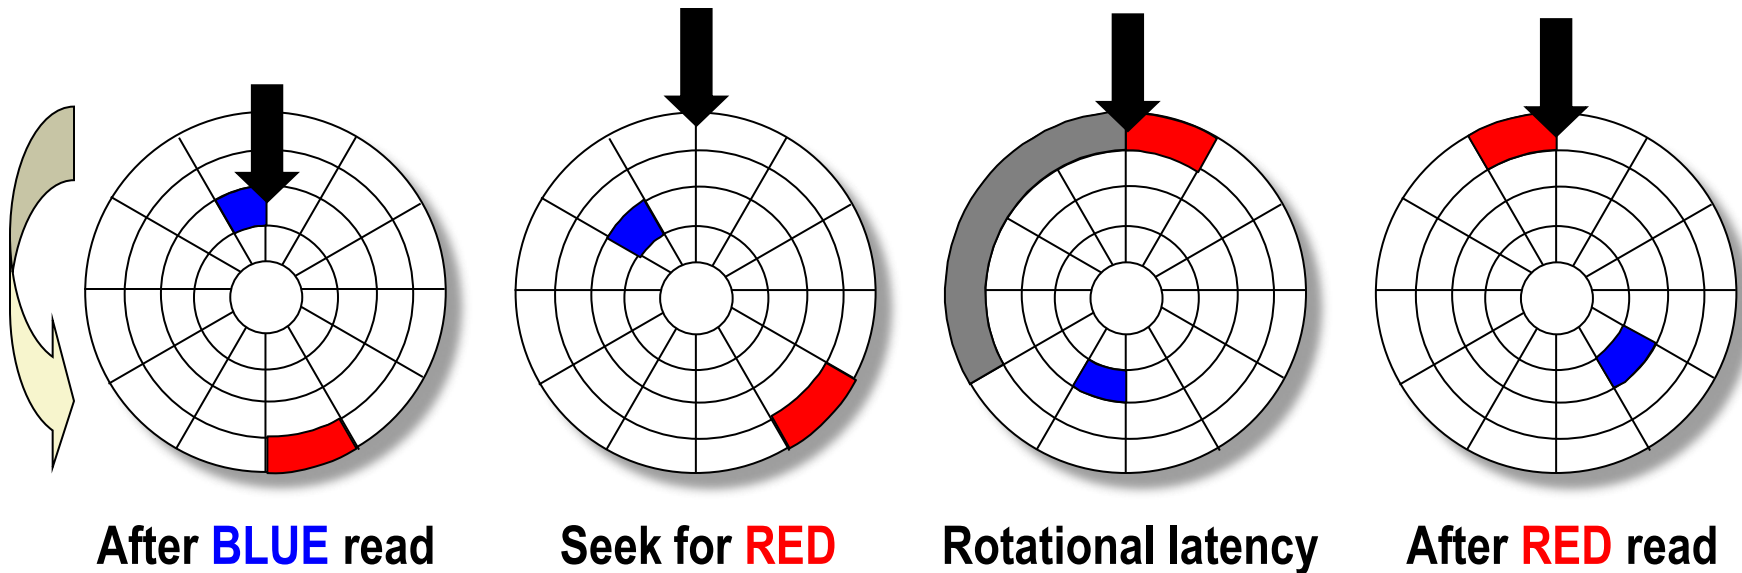 After BLUE read
Seek for RED
Rotational latency
After RED read